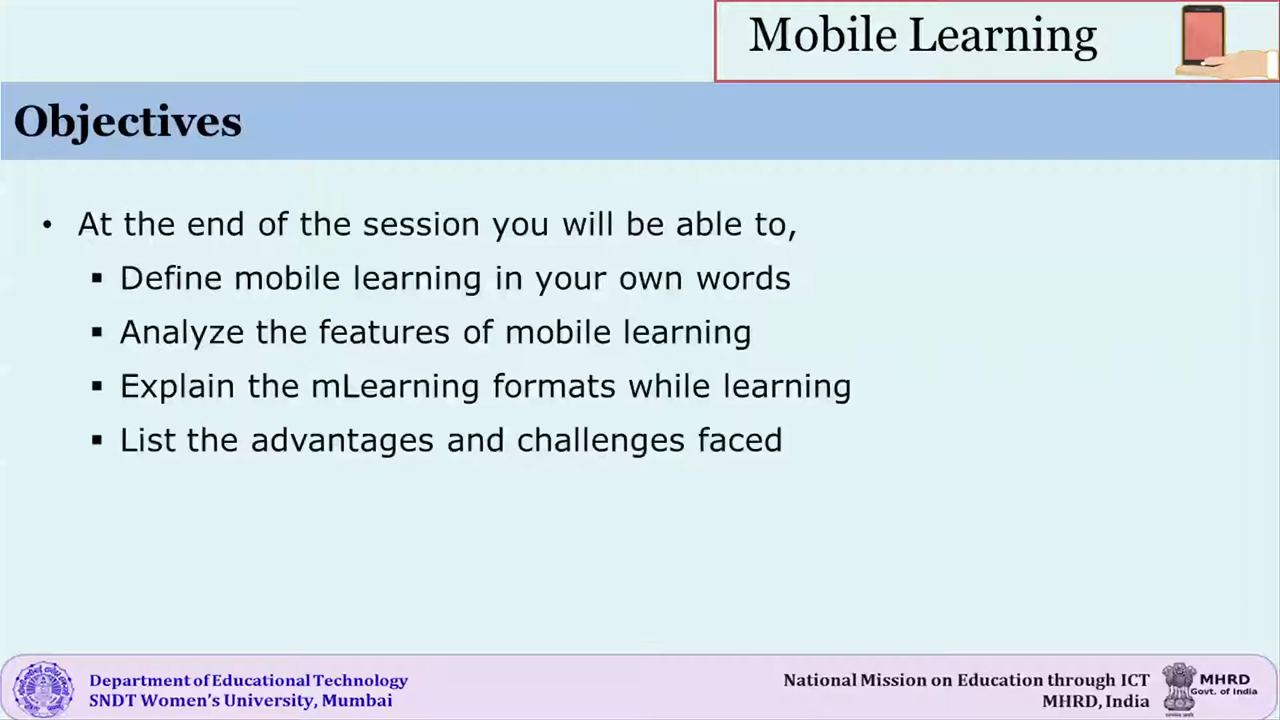 Mobile Learning
Objectives
• At the end of the session you will be able to,
▪ Define mobile learning in your own words
▪ Analyze the features of mobile learning
▪ Explain the mLearning formats while learning
▪ List the advantages and challenges faced
Department of Educational Technology
SNDT Women's University, Mumbai
National Mission on Education through ICT
MHRD, India
MHRD
Govt. of India